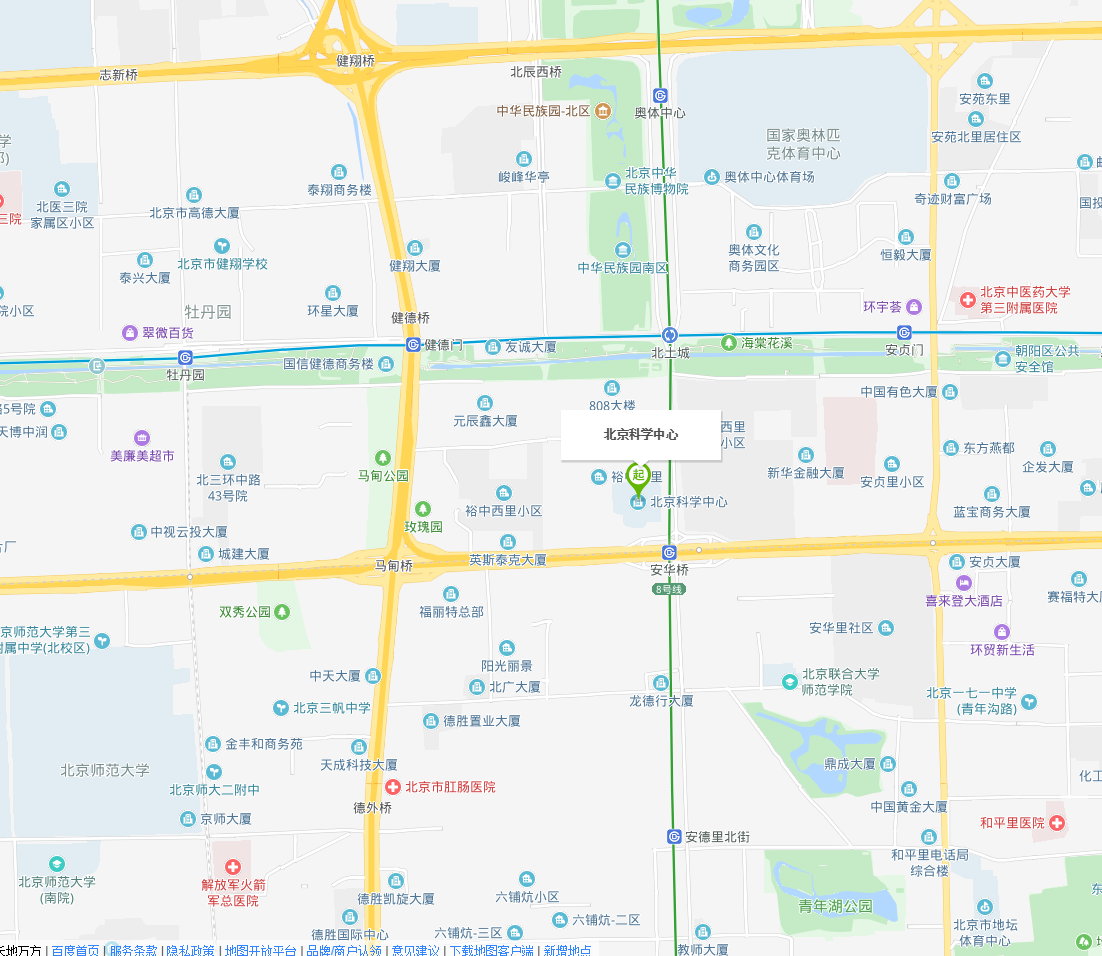 健翔桥
志新桥
北辰西桥
中华民族园-北区
奥体中心
安苑东里
国家奥林匹
克体育中心
安苑北里居住区
学
部)
峻峰华亭
北京中华
民族博物院
奥体中心体育场
泰翔商务楼
奇迹财富广场
国投
北医三院
家属区小区
三院
北京市高德大厦
奥体文化
商务园区
恒毅大厦
北京市健翔学校
健翔大厦
中华民族园南区
泰兴大厦
院小区
牡丹园
环星大厦
健德桥
环宇荟
北京中医药大学
第三附属医院
翠微百货
健德门
友诚大厦
北土城
海棠花溪
安贞门
朝阳区公共
安全馆
牡丹园
国信健德商务楼
中国有色大厦
路5号院
元辰鑫大厦
808大楼
天博中润
美廉美超市
北京科学中心
西里
小区
东方燕都
企发大厦
北三环中路
43号院
马甸公园
裕
里
起
新华金融大厦
安贞里小区
北京科学中心
裕中西里小区
蓝宝商务大厦
玫瑰园
中视云投大厦
片厂
城建大厦
马甸桥
英斯泰克大厦
安华桥
8号线
安贞大厦
喜来登大酒店
赛福特大厦
双秀公园
福丽特总部
安华里社区
京师范大学第三
附属中学(北校区)
环贸新生活
阳光丽景
中天大厦
北广大厦
龙德行大厦
北京联合大学
师范学院
北京一七一中学
(青年沟路)
北京三帆中学
德胜置业大厦
金丰和商务苑
天成科技大厦
北京师范大学
鼎成大厦
化工
北京师大二附中
北京市肛肠医院
德外桥
中国黄金大厦
京师大厦
安德里北街
和平里医院
和平里电话局
综合楼
北京师范大学
(南院)
解放军火箭
军总医院
德胜凯旋大厦
六铺炕小区
青年湖公园
东
六铺炕-二区
北京市地坛
体育中心
德胜国际中心
六铺炕-三区
教师大厦
地
长地万方 | 百度首页 | 服务条款 | 隐私政策 | 地图开放平台 | 品牌/商户认领 | 意见建议 | 下载地图客户端 | 新增地点